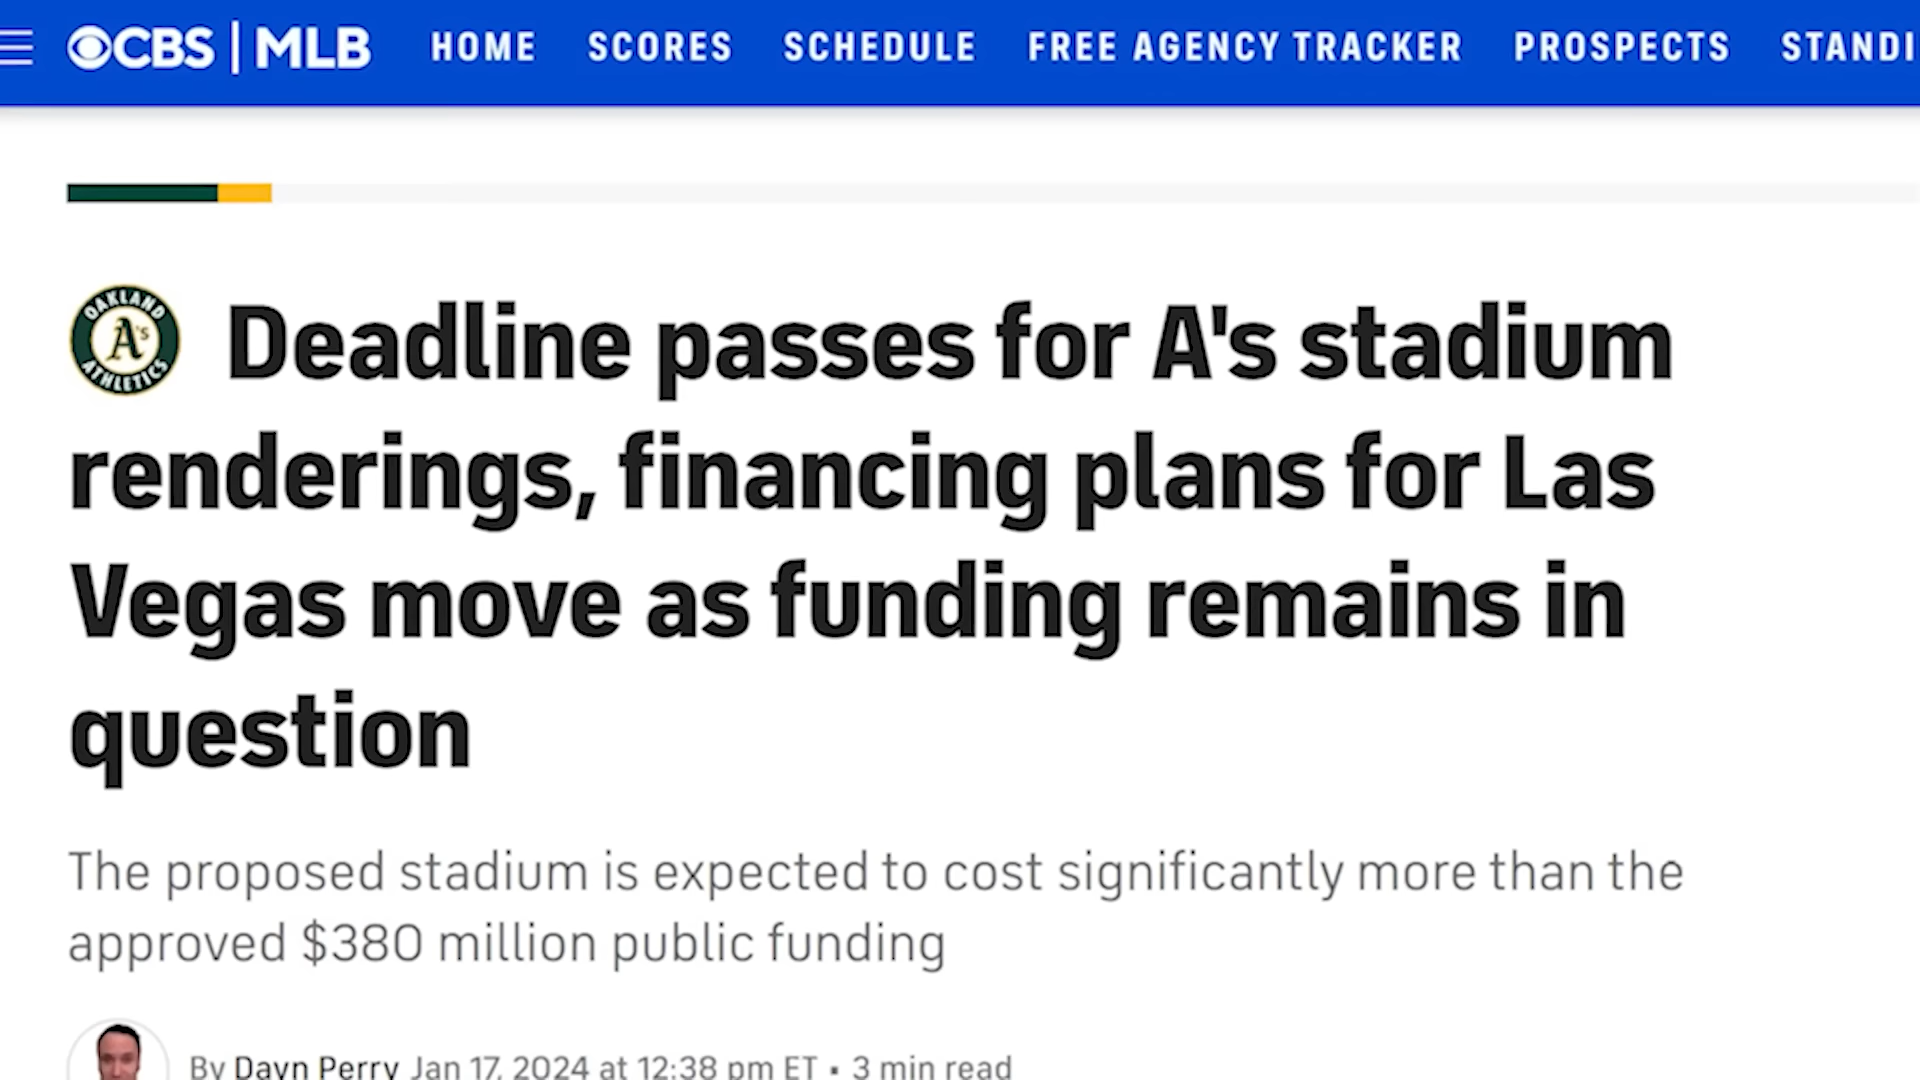 CBS | MLB HOME SCORES SCHEDULE FREE AGENCY TRACKER PROSPECTS STANDI
OAKLAND
A's
ATHLETICS
Deadline passes for A's stadium
renderings, financing plans for Las
Vegas move as funding remains in
question
The proposed stadium is expected to cost significantly more than the
approved $380 million public funding
By Dayn Perry Jan 17, 2024 at 12:38 pm ET • 3 min read